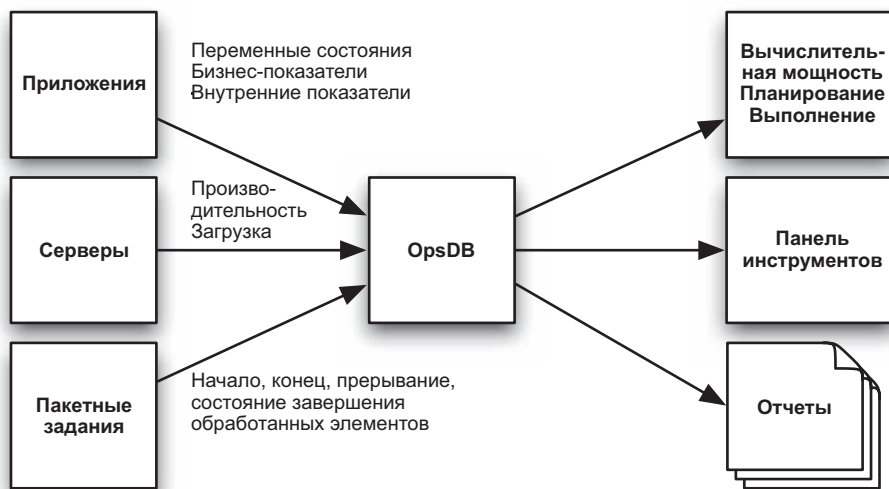 Приложения
Переменные состояния
Бизнес-показатели
Внутренние показатели
Вычислитель-
ная мощность
Планирование
Выполнение
Серверы
Произво-
дительность
Загрузка
OpsDB
Панель
инструментов
Пакетные
задания
Начало, конец, прерывание,
состояние завершения
обработанных элементов
Отчеты